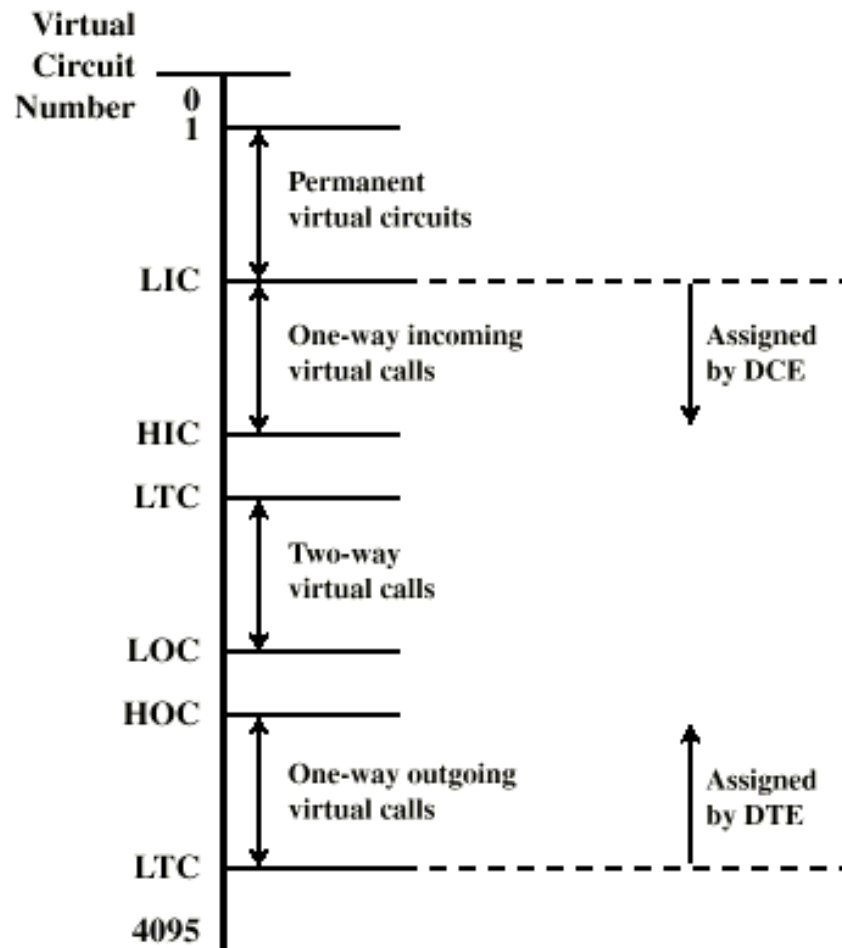 Virtual
Circuit
Number
0
1
Permanent
virtual circuits
LIC
One-way incoming
virtual calls
Assigned
by DCE
HIC
LTC
Two-way
virtual calls
LOC
HOC
One-way outgoing
virtual calls
Assigned
by DTE
LTC
4095